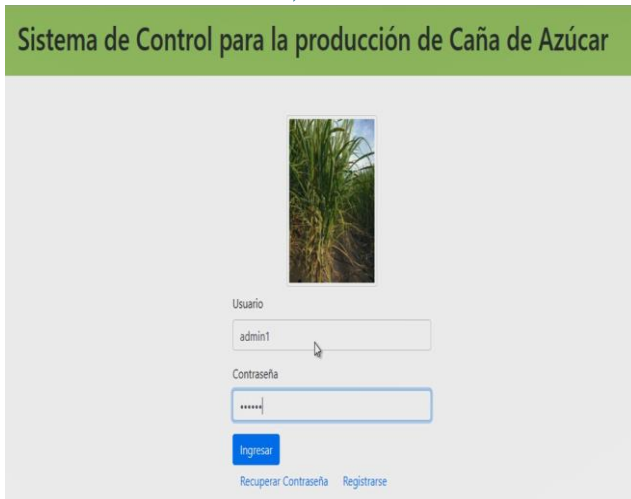 Sistema de Control para la producción de Caña de Azúcar
Usuario
admin1
Contraseña
••••••
Ingresar
Recuperar Contraseña Registrarse